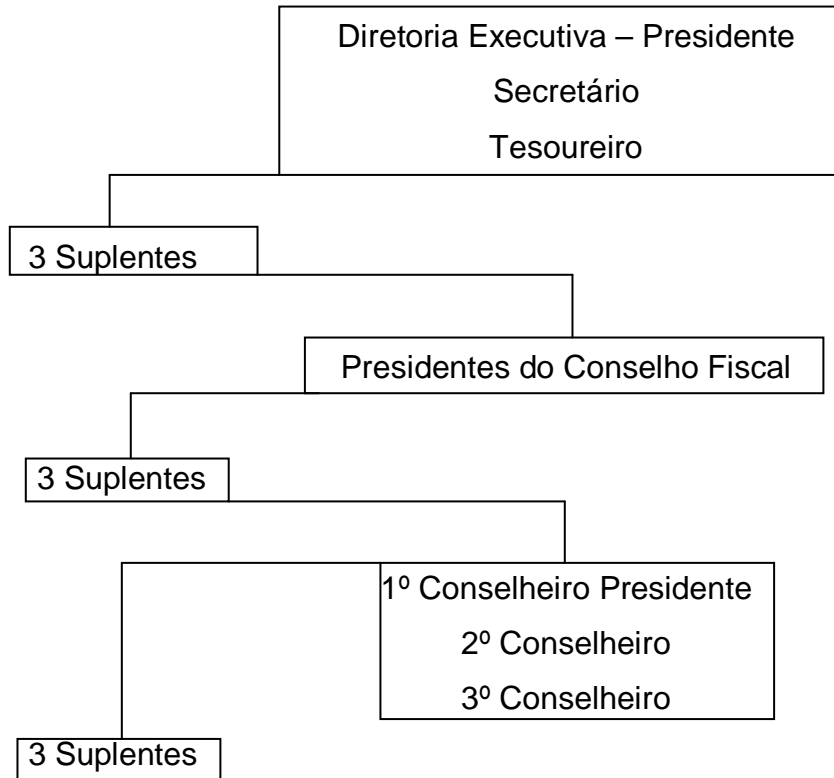 Diretoria Executiva – Presidente
Secretário
Tesoureiro
3 Suplentes
Presidentes do Conselho Fiscal
3 Suplentes
1º Conselheiro Presidente
2º Conselheiro
3º Conselheiro
3 Suplentes